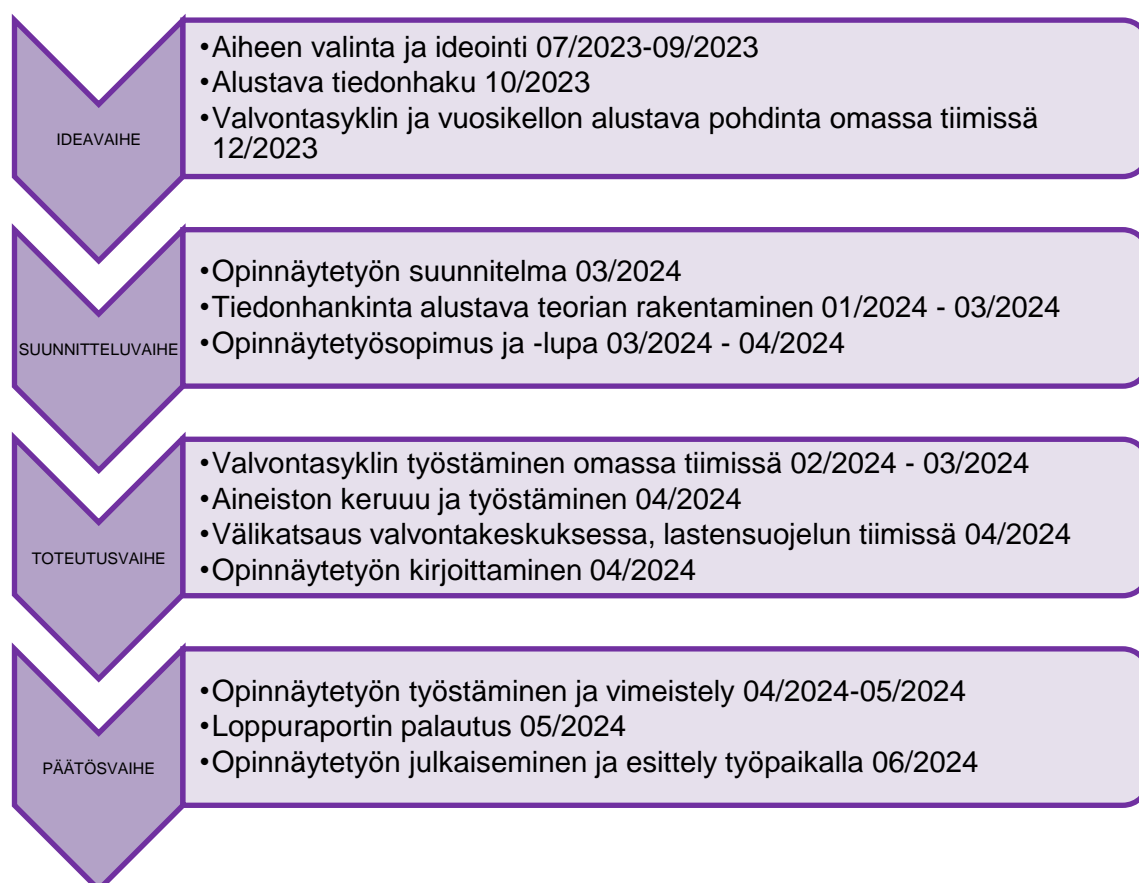 IDEAVAIHE
•Aiheen valinta ja ideointi 07/2023-09/2023
•Alustava tiedonhaku 10/2023
•Valvontasyklin ja vuosikellon alustava pohdinta omassa tiimissä
12/2023
SUUNNITTELUVAIHE
•Opinnäytetyön suunnitelma 03/2024
•Tiedonhankinta alustava teorian rakentaminen 01/2024 - 03/2024
•Opinnäytetyösopimus ja -lupa 03/2024 - 04/2024
TOTEUTUSVAIHE
•Valvontasyklin työstäminen omassa tiimissä 02/2024 - 03/2024
•Aineiston keruuu ja työstäminen 04/2024
•Välikatsaus valvontakeskuksessa, lastensuojelun tiimissä 04/2024
•Opinnäytetyön kirjoittaminen 04/2024
PÄÄTÖSVAIHE
•Opinnäytetyön työstäminen ja vimeistely 04/2024-05/2024
•Loppuraportin palautus 05/2024
•Opinnäytetyön julkaiseminen ja esittely työpaikalla 06/2024